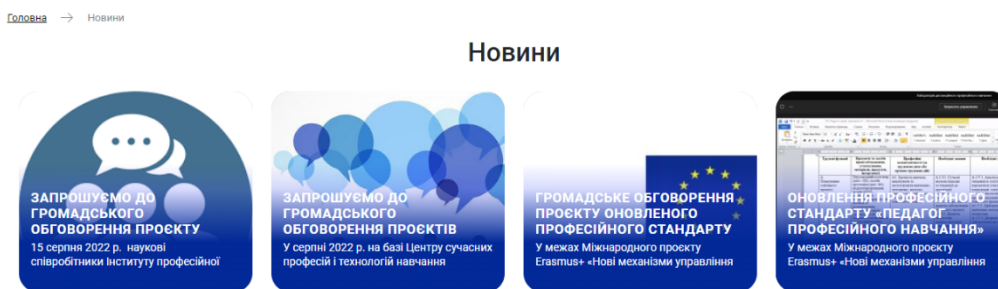 Головна → Новини
Новини
ЗАПРОШУЄМО ДО
ГРОМАДСЬКОГО
ОБГОВОРЕННЯ ПРОЄКТУ
15 серпня 2022 р. наукові
співробітники Інституту професійної
ЗАПРОШУЄМО ДО
ГРОМАДСЬКОГО
ОБГОВОРЕННЯ ПРОЄКТІВ
У серпні 2022 р. на базі Центру сучасних
професій і технологій навчання
ГРОМАДСЬКЕ ОБГОВОРЕННЯ
ПРОЄКТУ ОНОВЛЕНОГО
ПРОФЕСІЙНОГО СТАНДАРТУ
У межах Міжнародного проєкту
Erasmus+ «Нові механізми управління
ОНОВЛЕННЯ ПРОФЕСІЙНОГО
СТАНДАРТУ «ПЕДАГОГ
ПРОФЕСІЙНОГО НАВЧАННЯ»
У межах Міжнародного проєкту
Erasmus+ «Нові механізми управління